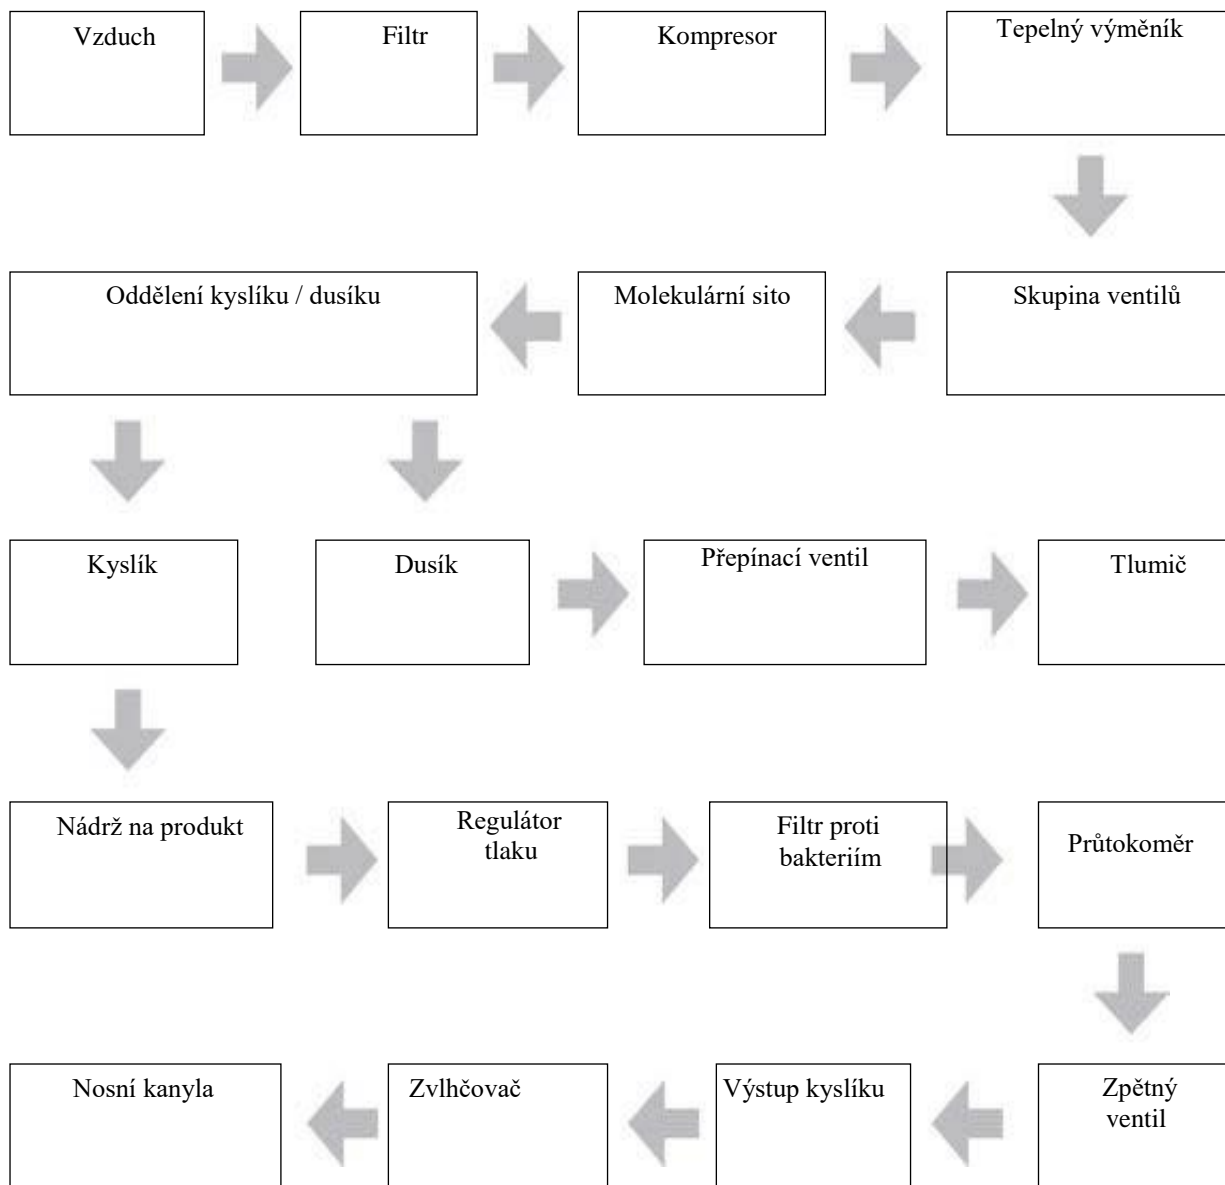 Vzduch
Filtr
Kompresor
Tepelný výměník
Oddělení kyslíku / dusíku
Molekulární sito
Skupina ventilů
Kyslík
Dusík
Přepínací ventil
Tlumič
Nádrž na produkt
Regulátor
tlaku
Filtr proti
bakteriím
Průtokoměr
Nosní kanyla
Zvlhčovač
Výstup kyslíku
Zpětný
ventil